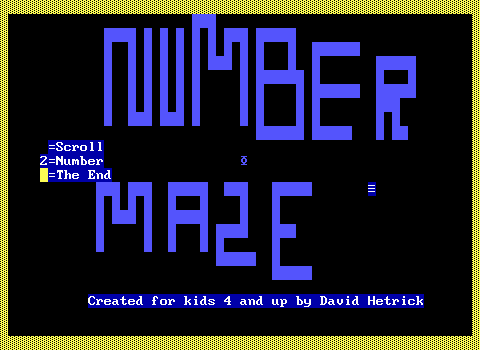 NUMBER
=Scroll
2=Number
=The End
MAZE
Created for kids 4 and up by David Hetrick